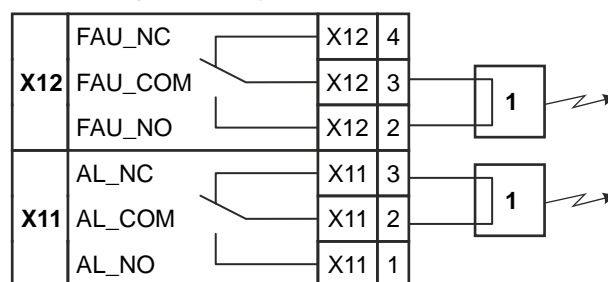 FAU_NC X12 4
X12 FAU_COM X12 3 1
FAU_NO X12 2
AL_NC X11 3 1
X11 AL_COM X11 2
AL_NO X11 1